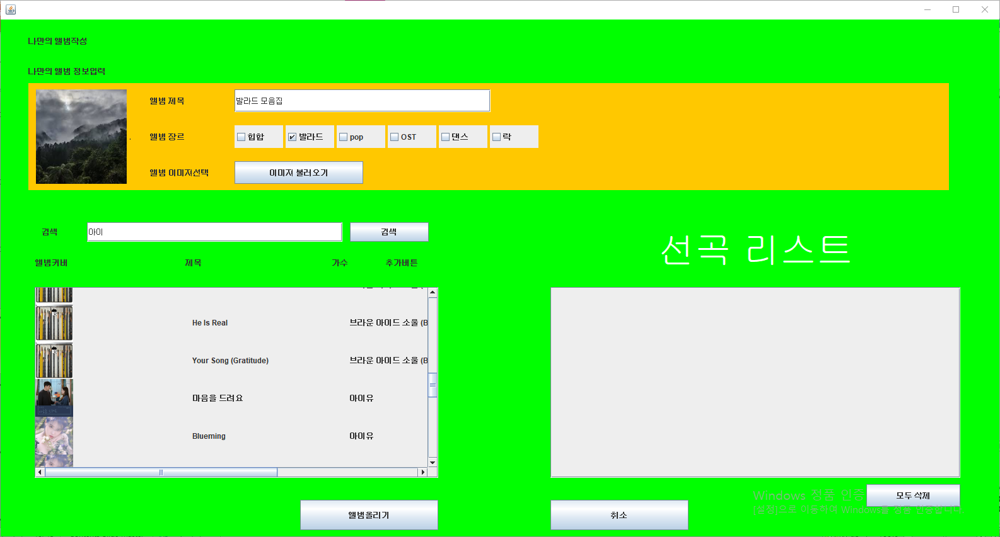 나만의 앨범작성
나만의 앨범 정보입력
앨범 제목
발라드 모음집
앨범 장르
힙합
발라드
pop
OST
댄스
락
앨범 이미지선택
이미지 불러오기
검색
아이
검색
선곡 리스트
앨범커버
제목
가수
추가버튼
He Is Real
브라운 아이드 소울 (B
Your Song (Gratitude)
브라운 아이드 소울 (B
마음을 드려요
아이유
Blueming
아이유
Windows 정품 인증
모두 삭제
[설정]으로 이동하여 Windows를 정품 인증합니다.
앨범올리기
취소